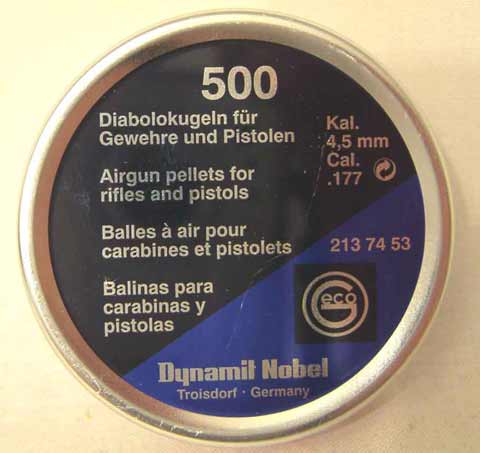 500
Diabolokugeln für
Gewehre und Pistolen
Kal.
4,5 mm
Cal.
.177
Airgun pellets for
rifles and pistols
Balles à air pour
carabines et pistolets
213 74 53
Balinas para
carabinas y
pistolas
Geco
Dynamit Nobel
Troisdorf · Germany